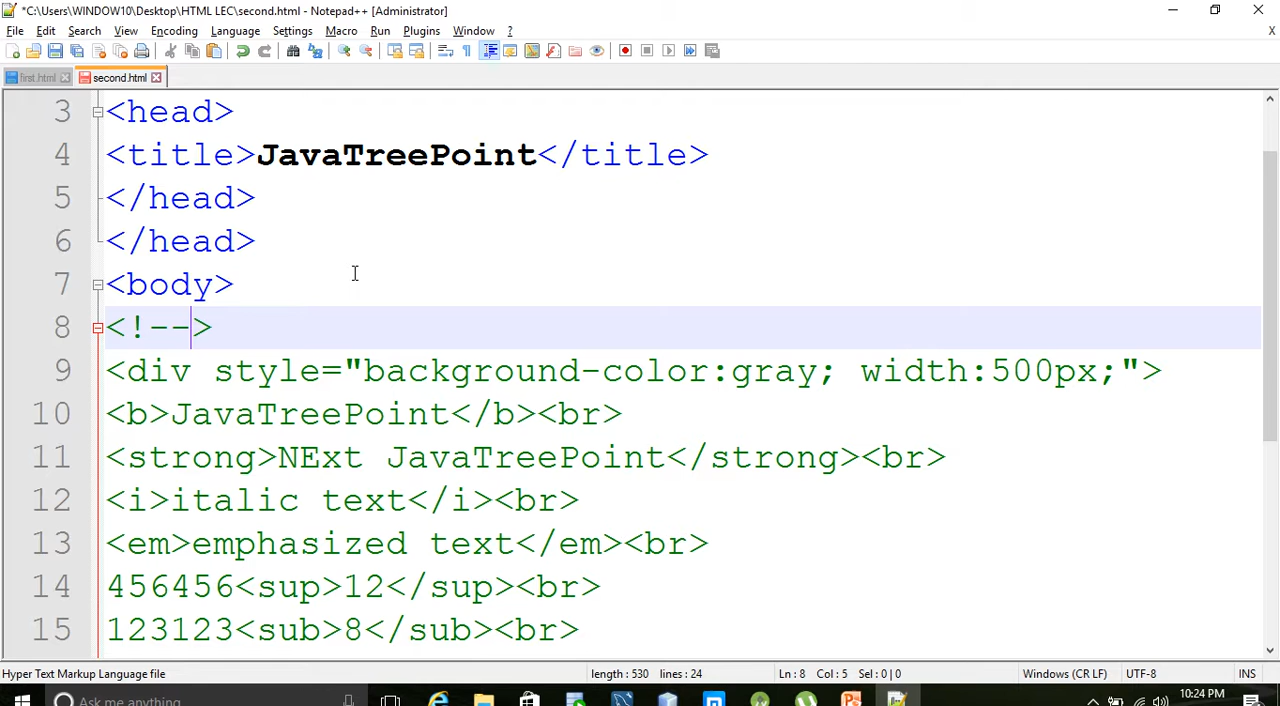 *C:\Users\WINDOW10\Desktop\HTML LEC\second.html - Notepad++ [Administrator]
File Edit Search View Encoding Language Settings Macro Run Plugins Window ?
X
first.html second.html
3 <head>
4 <title>JavaTreePoint</title>
5 </head>
6 </head>
7 <body>
8 <!-->
9 <div style="background-color:gray; width:500px;">
10 <b>JavaTreePoint</b><br>
11 <strong>NExt JavaTreePoint</strong><br>
12 <i>italic text</i><br>
13 <em>emphasized text</em><br>
14 456456<sup>12</sup><br>
15 123123<sub>8</sub><br>
Hyper Text Markup Language file length : 530 lines : 24 Ln : 8 Col : 5 Sel : 0 | 0 Windows (CR LF) UTF-8 INS
Ask me anything 10:24 PM